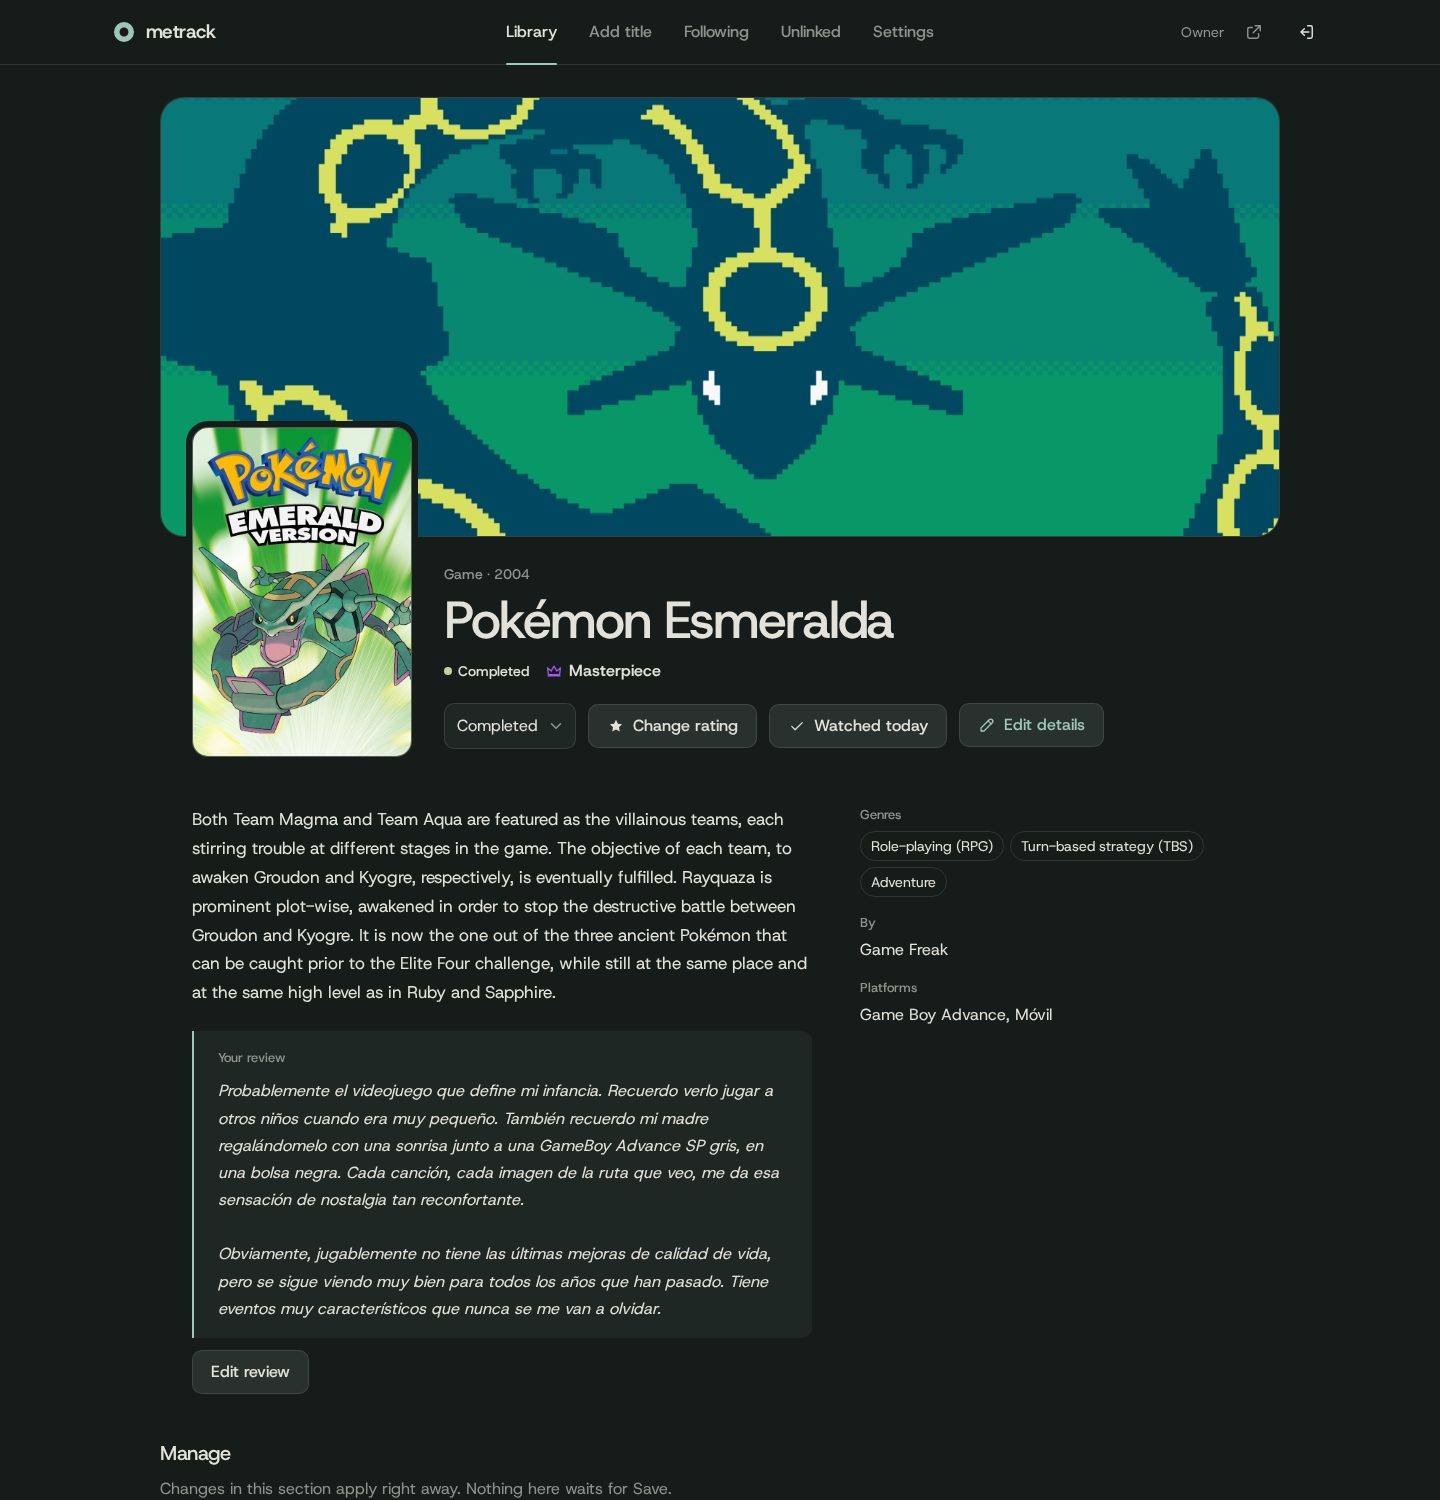 metrack
Library
Add title
Following
Unlinked
Settings
Owner
POKéMON
EMERALD
VERSION
Game · 2004
Pokémon Esmeralda
Completed
Masterpiece
Completed
Change rating
Watched today
Edit details
Both Team Magma and Team Aqua are featured as the villainous teams, each
stirring trouble at different stages in the game. The objective of each team, to
awaken Groudon and Kyogre, respectively, is eventually fulfilled. Rayquaza is
prominent plot-wise, awakened in order to stop the destructive battle between
Groudon and Kyogre. It is now the one out of the three ancient Pokémon that
can be caught prior to the Elite Four challenge, while still at the same place and
at the same high level as in Ruby and Sapphire.
Genres
Role-playing (RPG)
Turn-based strategy (TBS)
Adventure
By
Game Freak
Platforms
Game Boy Advance, Móvil
Your review
Probablemente el videojuego que define mi infancia. Recuerdo verlo jugar a
otros niños cuando era muy pequeño. También recuerdo mi madre
regalándomelo con una sonrisa junto a una GameBoy Advance SP gris, en
una bolsa negra. Cada canción, cada imagen de la ruta que veo, me da esa
sensación de nostalgia tan reconfortante.
Obviamente, jugablemente no tiene las últimas mejoras de calidad de vida,
pero se sigue viendo muy bien para todos los años que han pasado. Tiene
eventos muy característicos que nunca se me van a olvidar.
Edit review
Manage
Changes in this section apply right away. Nothing here waits for Save.